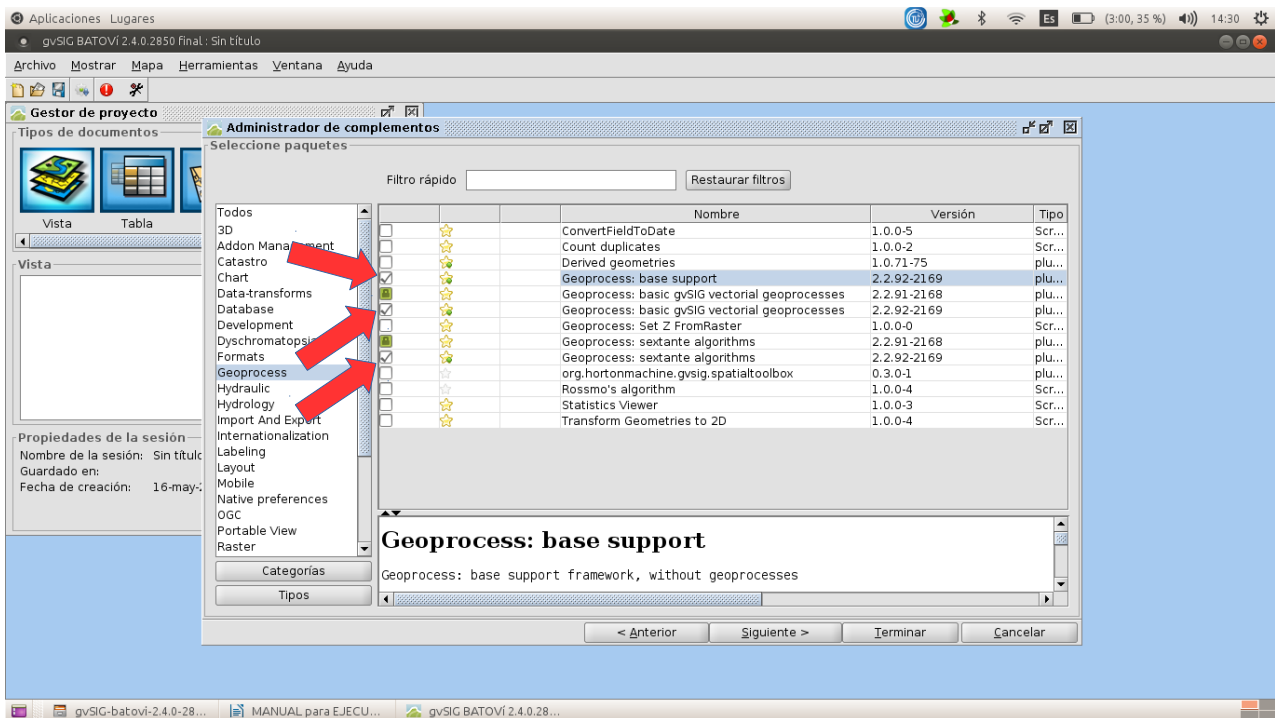 Aplicaciones Lugares Es (3:00, 35 %) 14:30
gvSIG BATOVí 2.4.0.2850 final : Sin título
Archivo Mostrar Mapa Herramientas Ventana Ayuda
Gestor de proyecto
Tipos de documentos
Vista Tabla
Vista
Propiedades de la sesión
Nombre de la sesión: Sin título
Guardado en:
Fecha de creación: 16-may-
Administrador de complementos
Seleccione paquetes
Filtro rápido Restaurar filtros
Todos
3D
Addon Management
Catastro
Chart
Data-transforms
Database
Development
Dyschromatopsia
Formats
Geoprocess
Hydraulic
Hydrology
Import And Export
Internationalization
Labeling
Layout
Mobile
Native preferences
OGC
Portable View
Raster
Categorías
Tipos
Nombre Versión Tipo
ConvertFieldToDate 1.0.0-5 Scr...
Count duplicates 1.0.0-2 Scr...
Derived geometries 1.0.71-75 plu...
Geoprocess: base support 2.2.92-2169 plu...
Geoprocess: basic gvSIG vectorial geoprocesses 2.2.91-2168 plu...
Geoprocess: basic gvSIG vectorial geoprocesses 2.2.92-2169 plu...
Geoprocess: Set Z FromRaster 1.0.0-0 Scr...
Geoprocess: sextante algorithms 2.2.91-2168 plu...
Geoprocess: sextante algorithms 2.2.92-2169 plu...
org.hortonmachine.gvsig.spatialtoolbox 0.3.0-1 plu...
Rossmo's algorithm 1.0.0-4 Scr...
Statistics Viewer 1.0.0-3 Scr...
Transform Geometries to 2D 1.0.0-4 Scr...
Geoprocess: base support
Geoprocess: base support framework, without geoprocesses
< Anterior Siguiente > Terminar Cancelar
gvSIG-batovi-2.4.0-28... MANUAL para EJECU... gvSIG BATOVí 2.4.0.28...